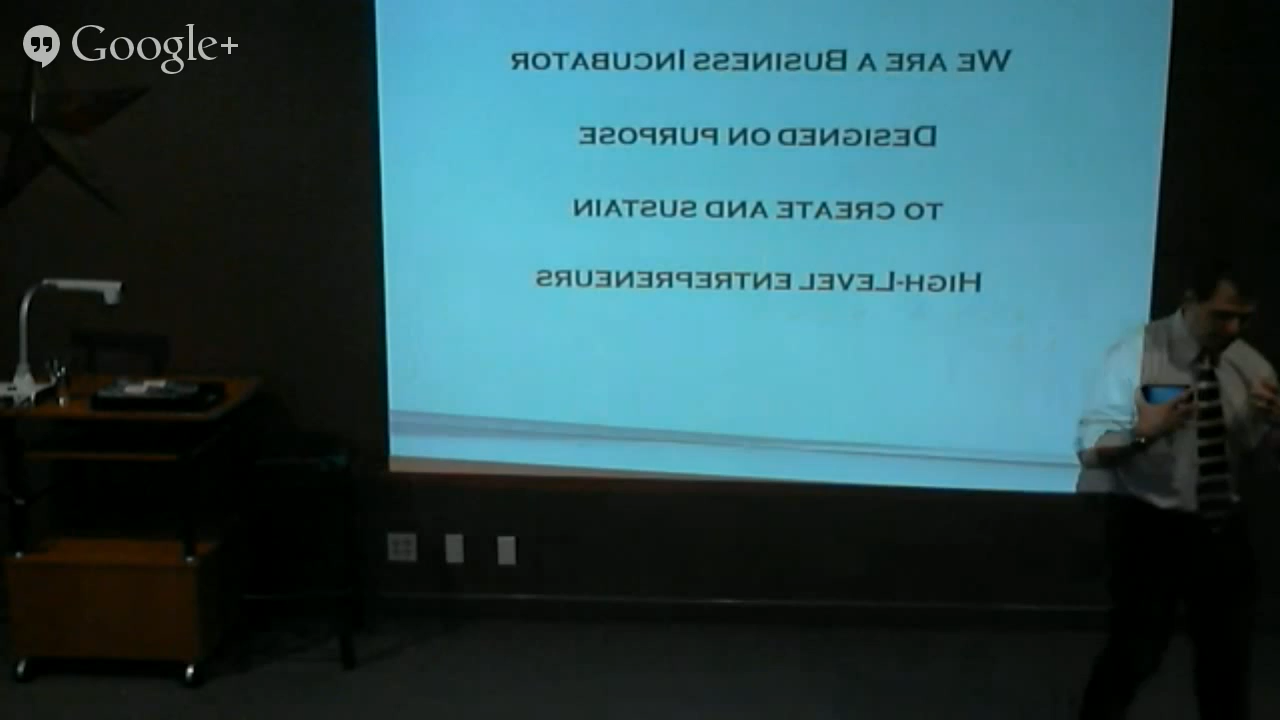 Google+
WE ARE A BUSINESS INCUBATOR
DESIGNED ON PURPOSE
TO CREATE AND SUSTAIN
HIGH-LEVEL ENTREPRENEURS